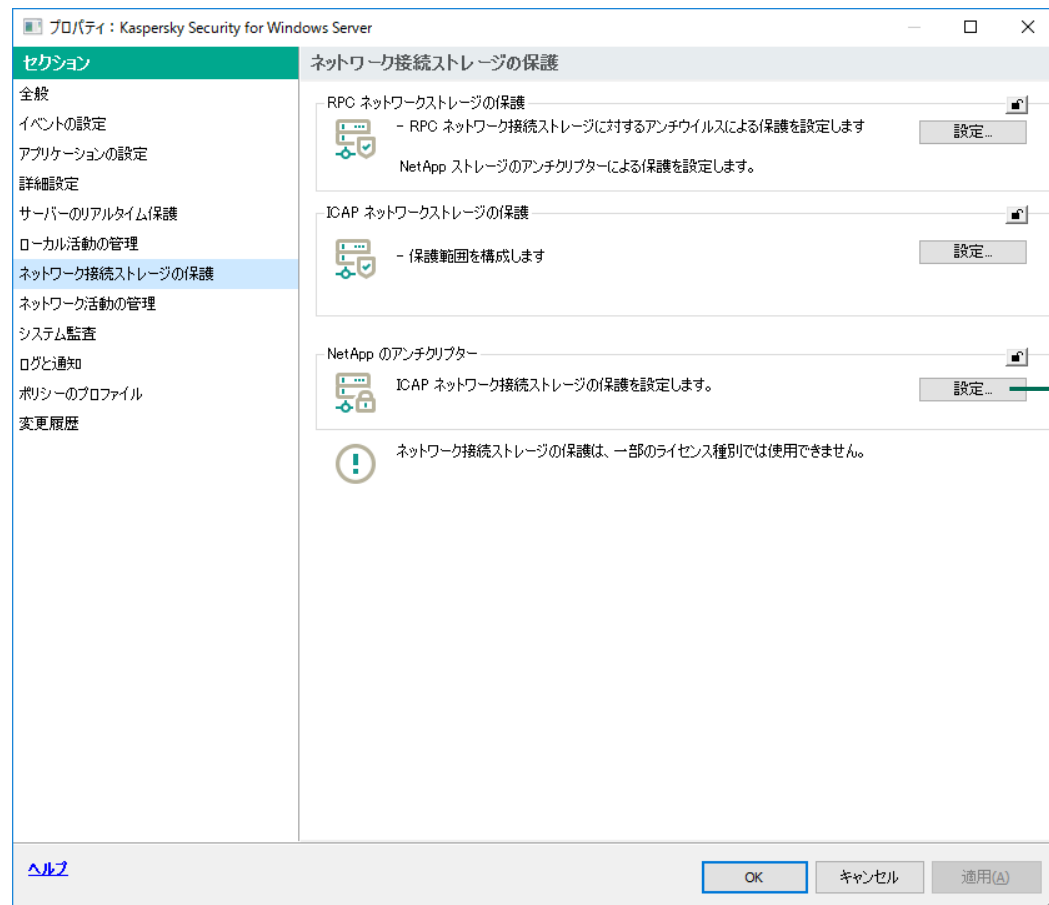 プロパティ：Kaspersky Security for Windows Server
セクション
全般
イベントの設定
アプリケーションの設定
詳細設定
サーバーのリアルタイム保護
ローカル活動の管理
ネットワーク接続ストレージの保護
ネットワーク活動の管理
システム監査
ログと通知
ポリシーのプロファイル
変更履歴
ネットワーク接続ストレージの保護
RPC ネットワークストレージの保護
- RPC ネットワーク接続ストレージに対するアンチウイルスによる保護を設定します
設定...
NetApp ストレージのアンチクリプターによる保護を設定します。
ICAP ネットワークストレージの保護
- 保護範囲を構成します
設定...
NetApp のアンチクリプター
ICAP ネットワーク接続ストレージの保護を設定します。
設定...
ネットワーク接続ストレージの保護は、一部のライセンス種別では使用できません。
ヘルプ
OK
キャンセル
適用(A)